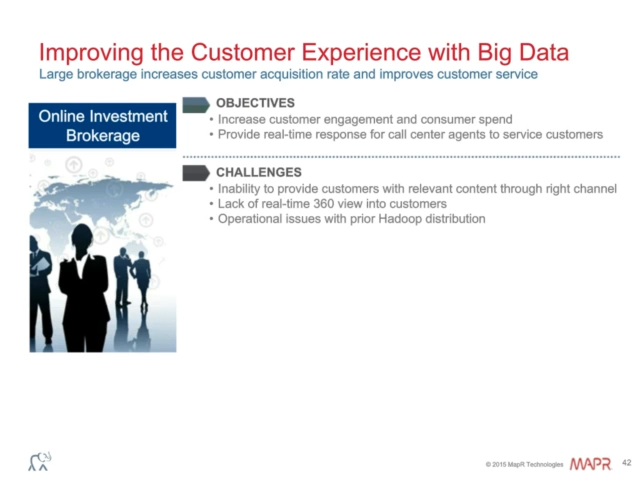 Improving the Customer Experience with Big Data
Large brokerage increases customer acquisition rate and improves customer service
Online Investment
Brokerage
OBJECTIVES
• Increase customer engagement and consumer spend
• Provide real-time response for call center agents to service customers
CHALLENGES
• Inability to provide customers with relevant content through right channel
• Lack of real-time 360 view into customers
• Operational issues with prior Hadoop distribution
© 2015 MapR Technologies MAPR 42